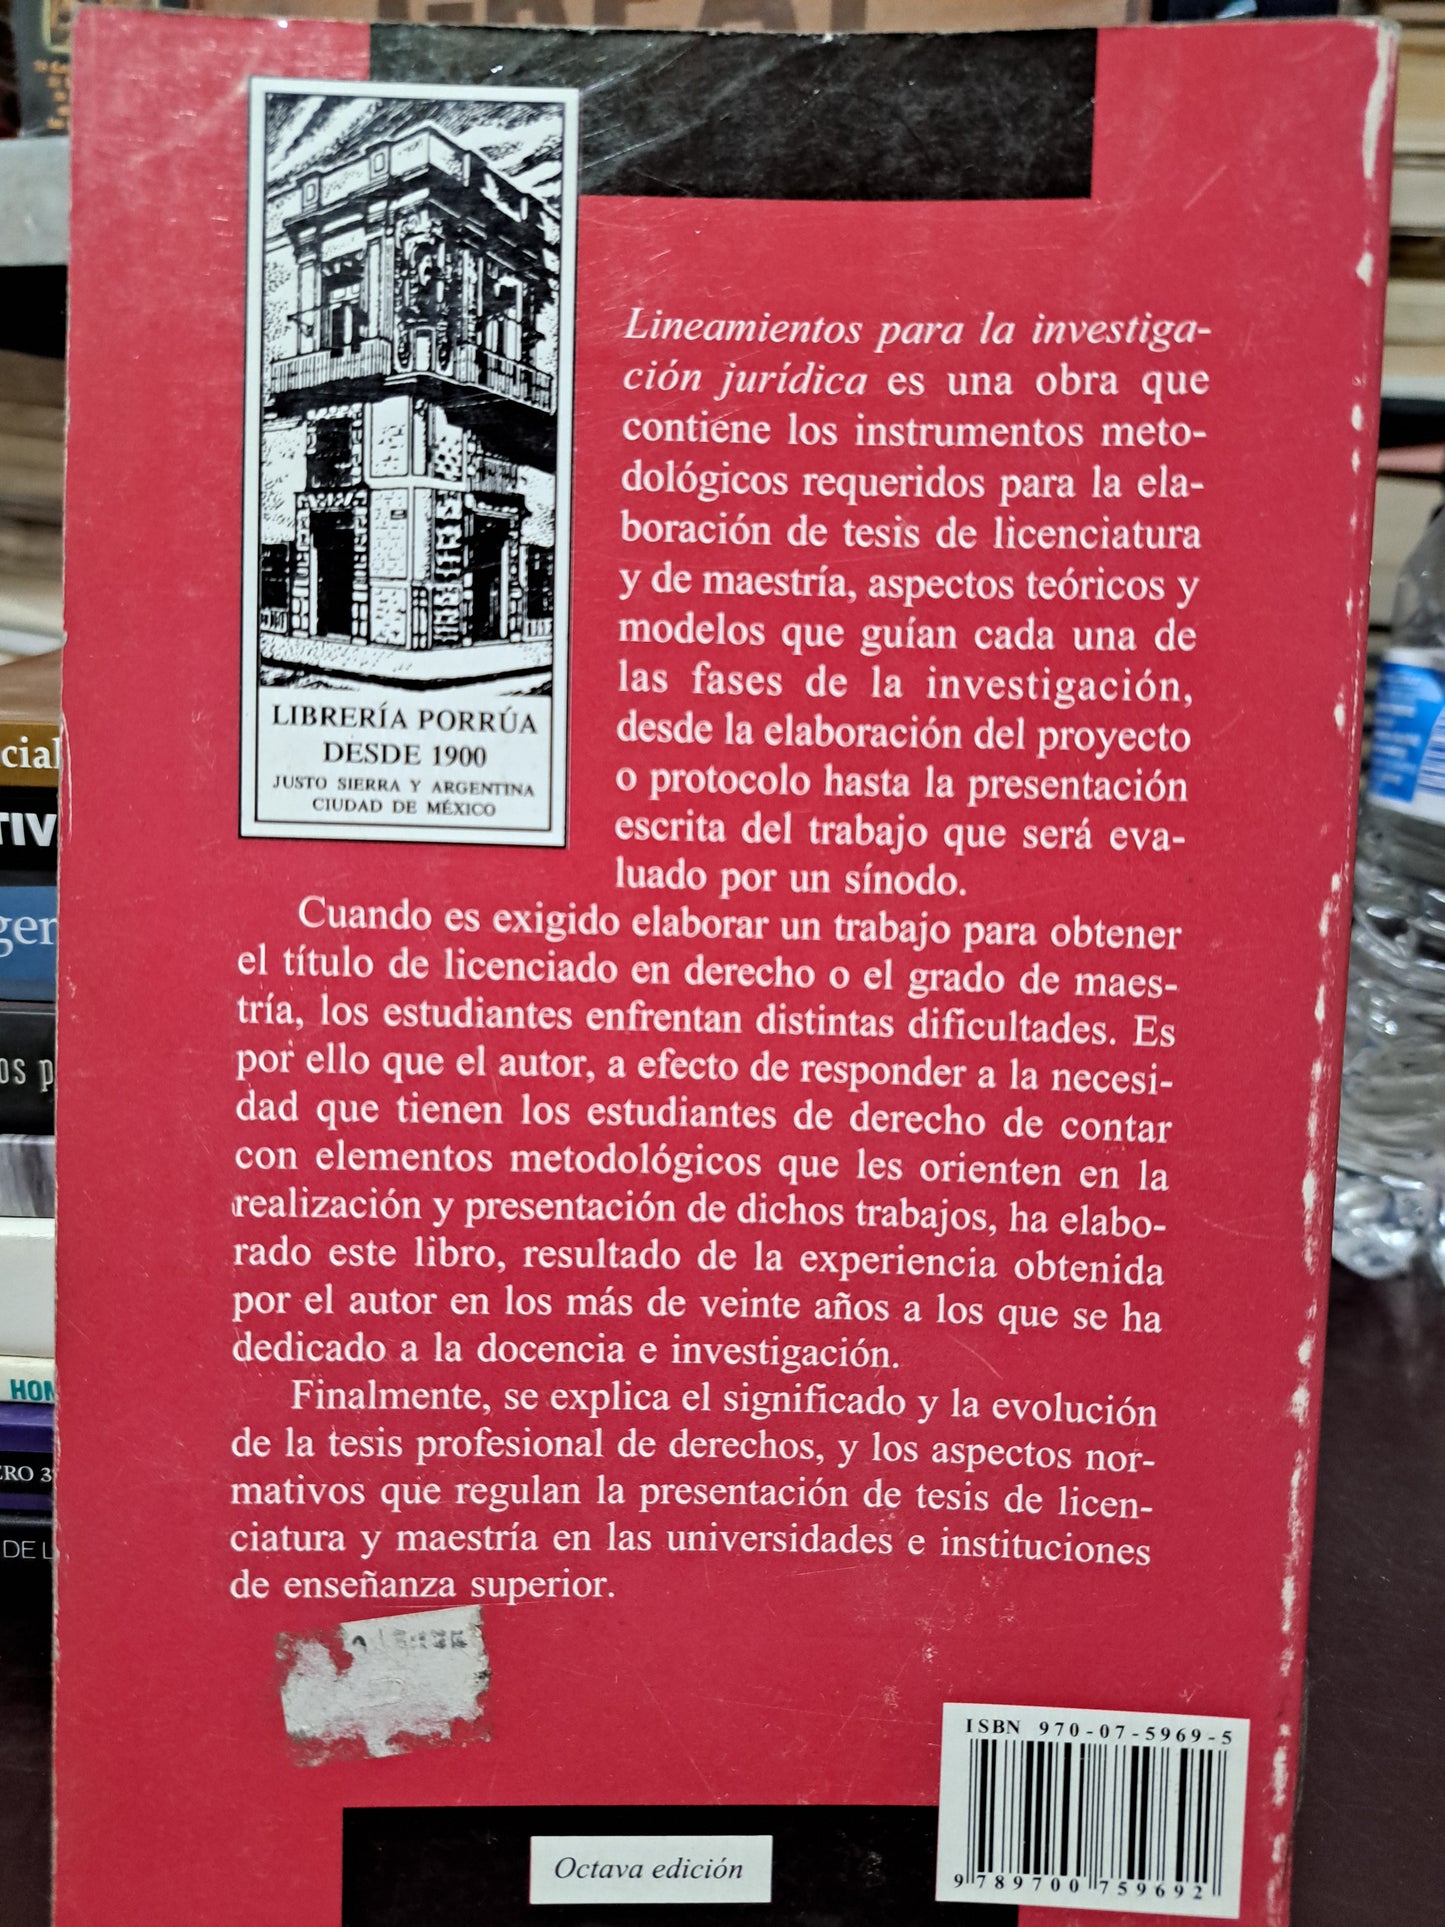 LIBRERÍA PORRÚA
DESDE 1900
JUSTO SIERRA Y ARGENTINA
CIUDAD DE MÉXICO
Lineamientos para la investiga-
ción jurídica es una obra que
contiene los instrumentos meto-
dológicos requeridos para la ela-
boración de tesis de licenciatura
y de maestría, aspectos teóricos y
modelos que guían cada una de
las fases de la investigación,
desde la elaboración del proyecto
o protocolo hasta la presentación
escrita del trabajo que será eva-
luado por un sínodo.
Cuando es exigido elaborar un trabajo para obtener
el título de licenciado en derecho o el grado de maes-
tría, los estudiantes enfrentan distintas dificultades. Es
por ello que el autor, a efecto de responder a la necesi-
dad que tienen los estudiantes de derecho de contar
con elementos metodológicos que les orienten en la
realización y presentación de dichos trabajos, ha elabo-
rado este libro, resultado de la experiencia obtenida
por el autor en los más de veinte años a los que se ha
dedicado a la docencia e investigación.
Finalmente, se explica el significado y la evolución
de la tesis profesional de derechos, y los aspectos nor-
mativos que regulan la presentación de tesis de licen-
ciatura y maestría en las universidades e instituciones
de enseñanza superior.
ISBN 970-07-5969-5
9 789700 759692
Octava edición
cial
TIV
gen
os p
HOM
ERO 3
DE L